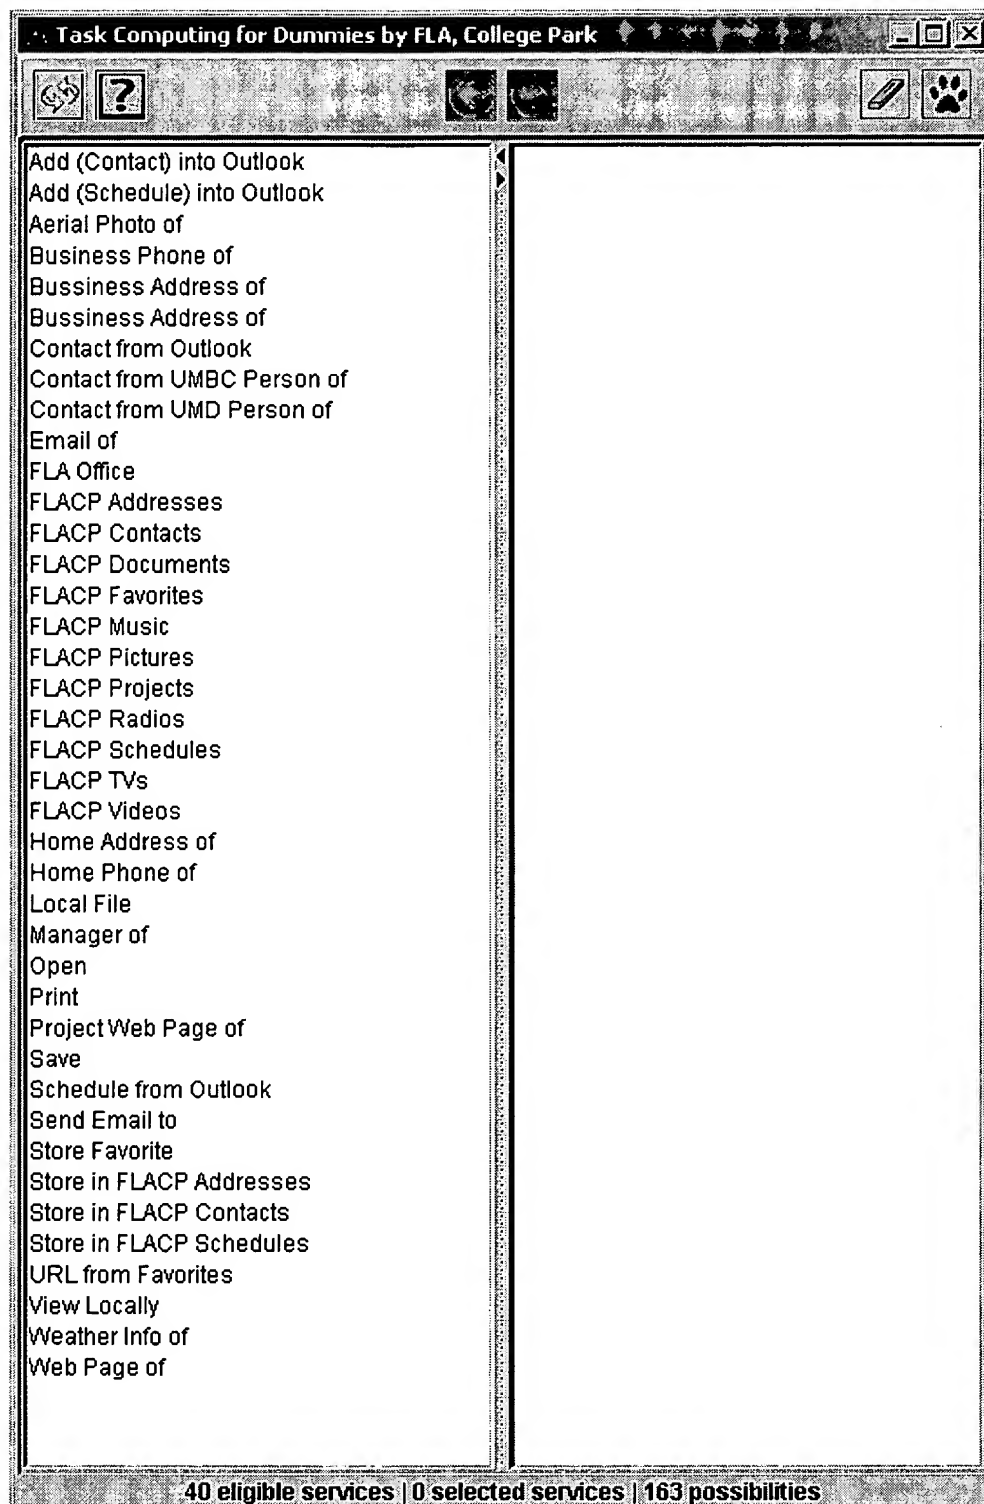 Task Computing for Dummies by FLA, College Park
?
Add (Contact) into Outlook
Add (Schedule) into Outlook
Aerial Photo of
Business Phone of
Bussiness Address of
Bussiness Address of
Contact from Outlook
Contact from UMBC Person of
Contact from UMD Person of
Email of
FLA Office
FLACP Addresses
FLACP Contacts
FLACP Documents
FLACP Favorites
FLACP Music
FLACP Pictures
FLACP Projects
FLACP Radios
FLACP Schedules
FLACP TVs
FLACP Videos
Home Address of
Home Phone of
Local File
Manager of
Open
Print
Project Web Page of
Save
Schedule from Outlook
Send Email to
Store Favorite
Store in FLACP Addresses
Store in FLACP Contacts
Store in FLACP Schedules
URL from Favorites
View Locally
Weather Info of
Web Page of
40 eligible services | 0 selected services | 163 possibilities